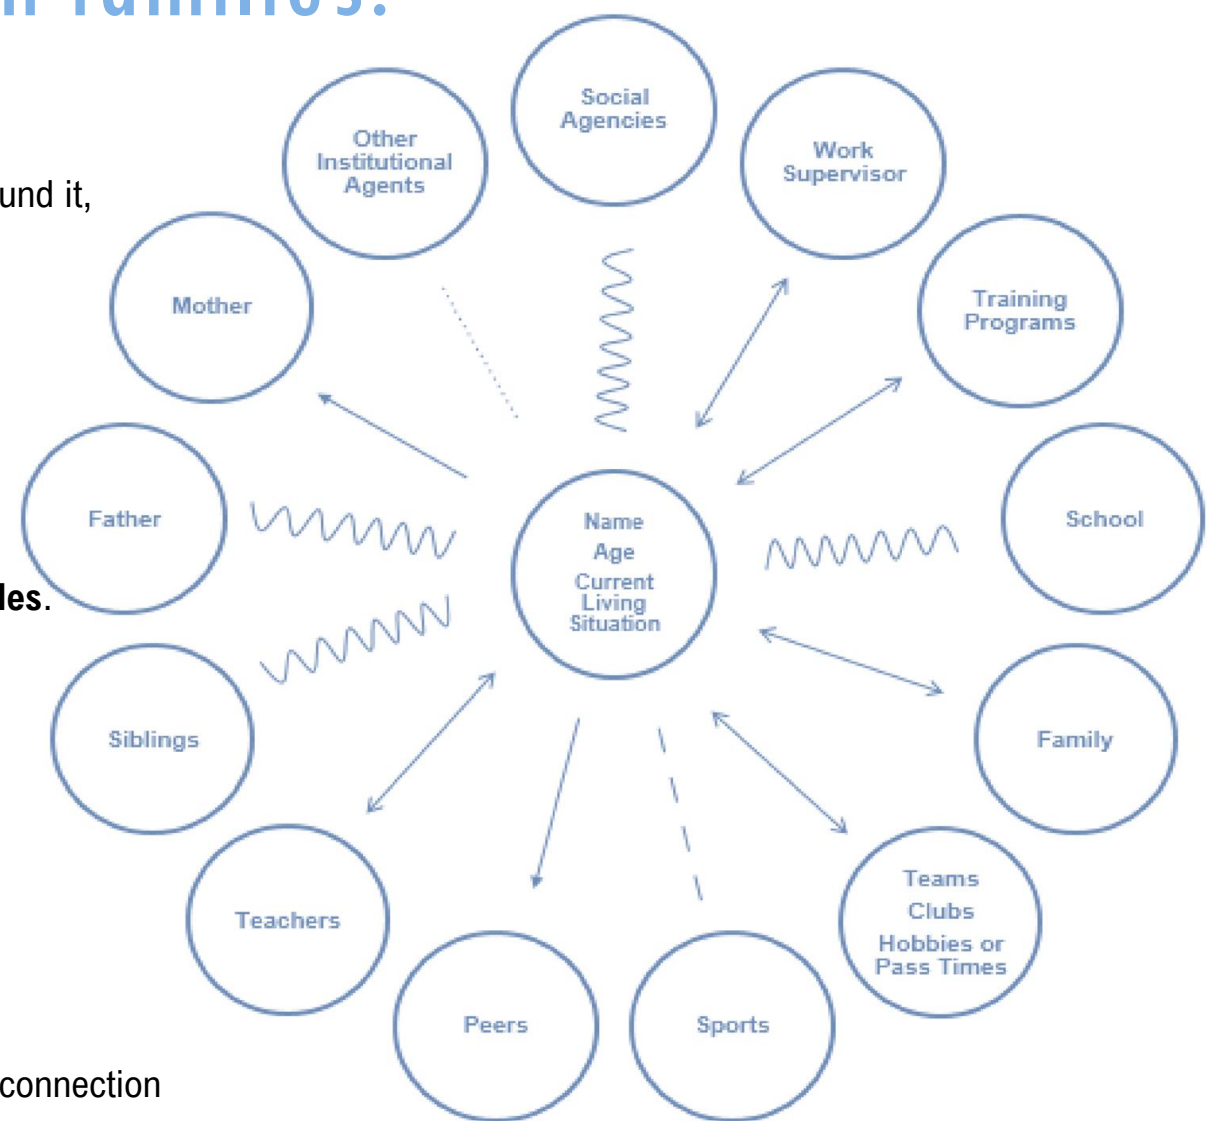 und it,
les.
connection
Social
Agencies
Other
Institutional
Agents
Work
Supervisor
Mother
Training
Programs
Father
School
Name
Age
Current
Living
Situation
Siblings
Family
Teachers
Teams
Clubs
Hobbies or
Pass Times
Peers
Sports